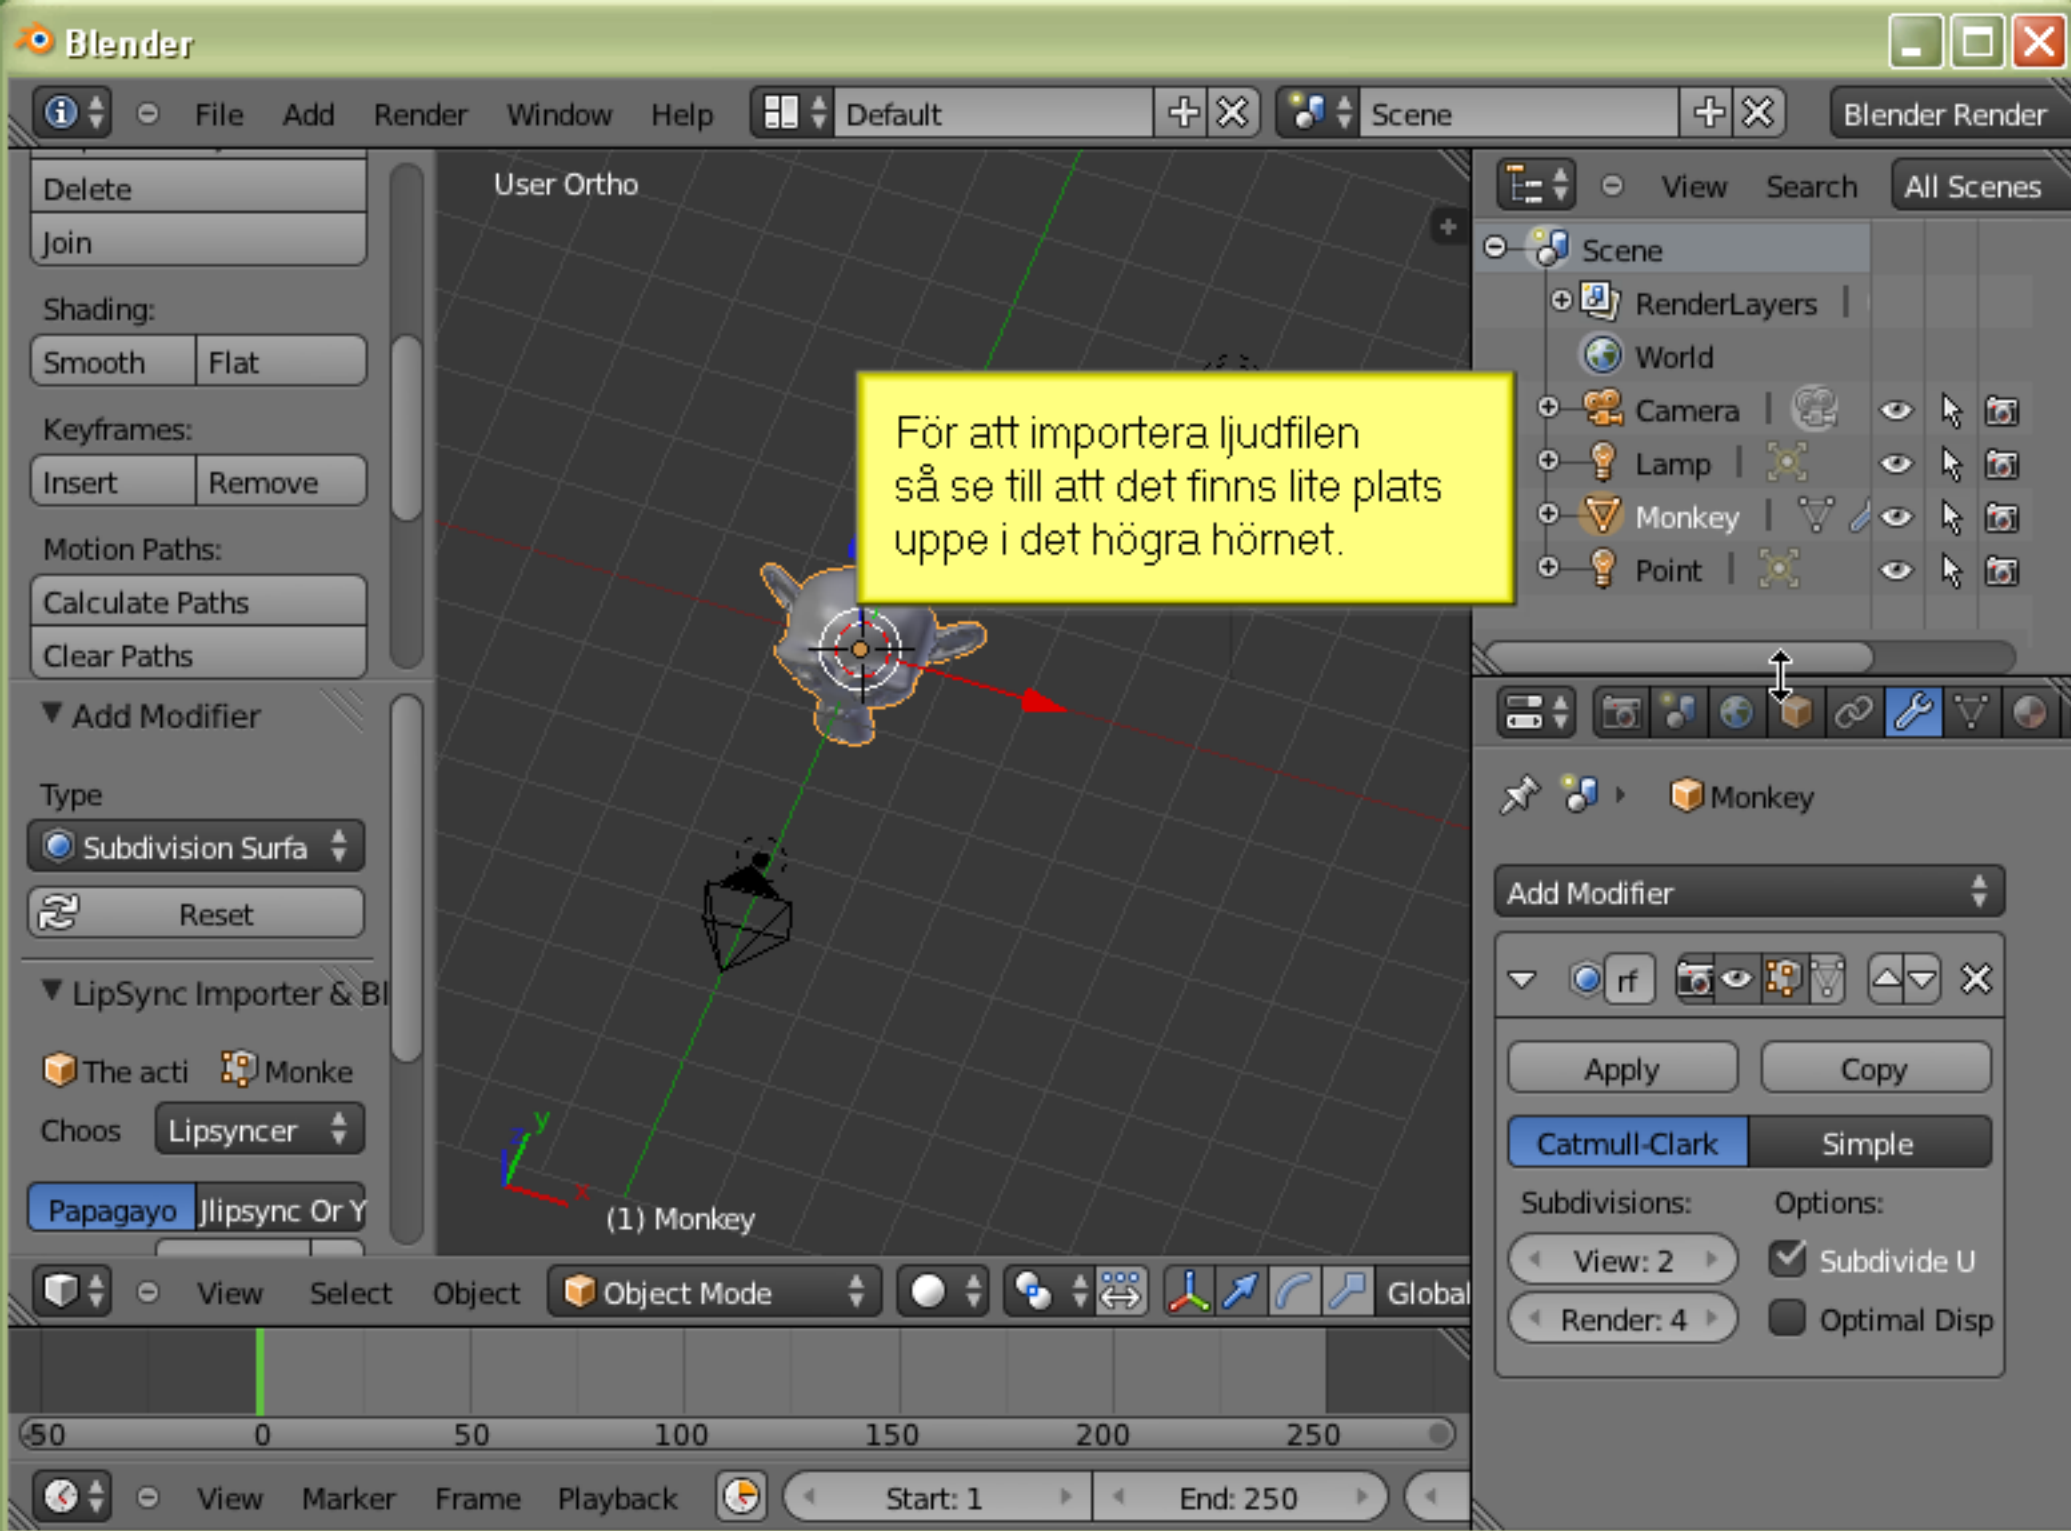 Blender
File Add Render Window Help Default Scene Blender Render
Delete
Join
Shading:
Smooth Flat
Keyframes:
Insert Remove
Motion Paths:
Calculate Paths
Clear Paths
Add Modifier
Type
Subdivision Surfa
Reset
LipSync Importer & Bl
The acti Monke
Choos Lipsyncer
Papagayo Jlipsync Or Y
User Ortho
För att importera ljudfilen
så se till att det finns lite plats
uppe i det högra hörnet.
y
z
x
(1) Monkey
View Select Object Object Mode Global
-50 0 50 100 150 200 250
View Marker Frame Playback Start: 1 End: 250
View Search All Scenes
Scene
RenderLayers
World
Camera
Lamp
Monkey
Point
Monkey
Add Modifier
rf
Apply Copy
Catmull-Clark Simple
Subdivisions: Options:
View: 2 Subdivide U
Render: 4 Optimal Disp